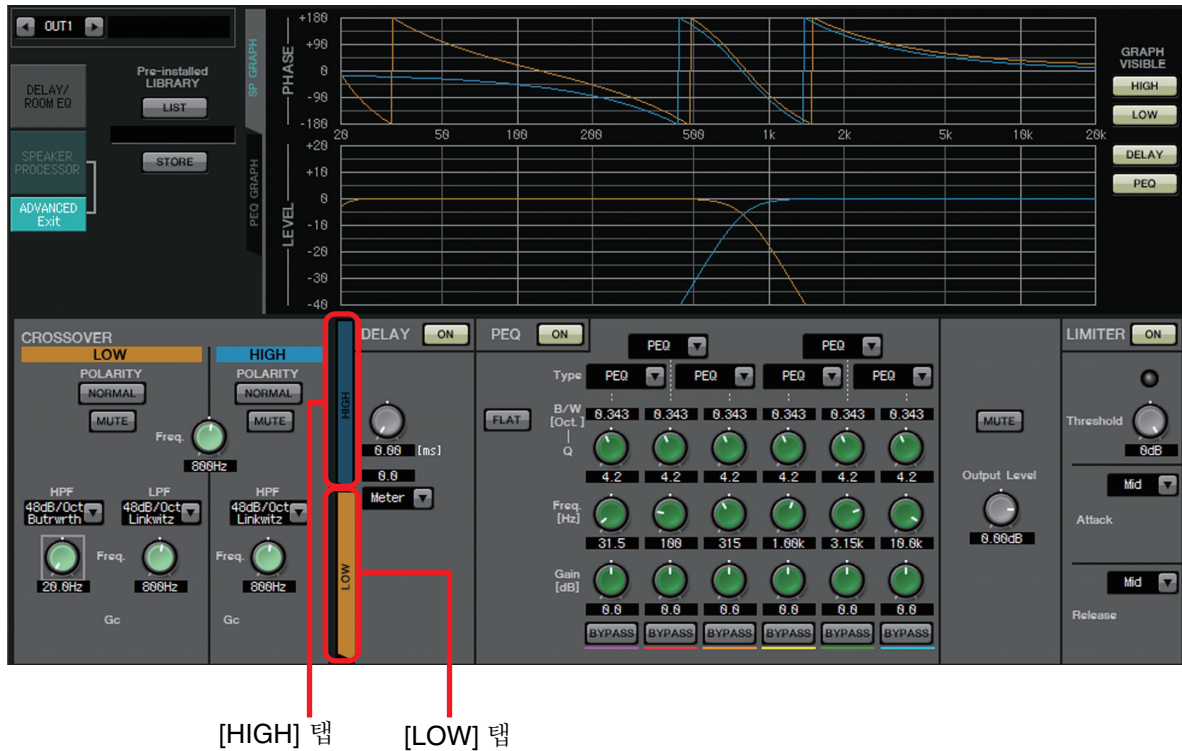 OUT1
DELAY/
ROOM EQ
SPEAKER
PROCESSOR
ADVANCED
Exit
Pre-installed
LIBRARY
LIST
STORE
SP GRAPH
PEQ GRAPH
PHASE
+180
+90
0
-90
-180
20 50 100 200 500 1k 2k 5k 10k 20k
LEVEL
+20
+10
0
-10
-20
-30
-40
GRAPH
VISIBLE
HIGH
LOW
DELAY
PEQ
CROSSOVER
LOW
POLARITY
NORMAL
MUTE
HIGH
POLARITY
NORMAL
MUTE
Freq.
800Hz
HPF
48dB/Oct
Butrwrth
LPF
48dB/Oct
Linkwitz
HPF
48dB/Oct
Linkwitz
Freq.
Freq.
20.0Hz
800Hz
800Hz
Gc
Gc
HIGH
LOW
DELAY ON
0.00 [ms]
0.0
Meter
PEQ ON
FLAT
PEQ PEQ
Type PEQ PEQ PEQ PEQ
B/W
[Oct.]
|
Q
0.343 0.343 0.343 0.343 0.343 0.343
4.2 4.2 4.2 4.2 4.2 4.2
Freq.
[Hz]
31.5 100 315 1.00k 3.15k 10.0k
Gain
[dB]
0.0 0.0 0.0 0.0 0.0 0.0
BYPASS BYPASS BYPASS BYPASS BYPASS BYPASS
MUTE
Output Level
0.00dB
LIMITER ON
Threshold
0dB
Mid
Attack
Mid
Release
[HIGH] 탭
[LOW] 탭